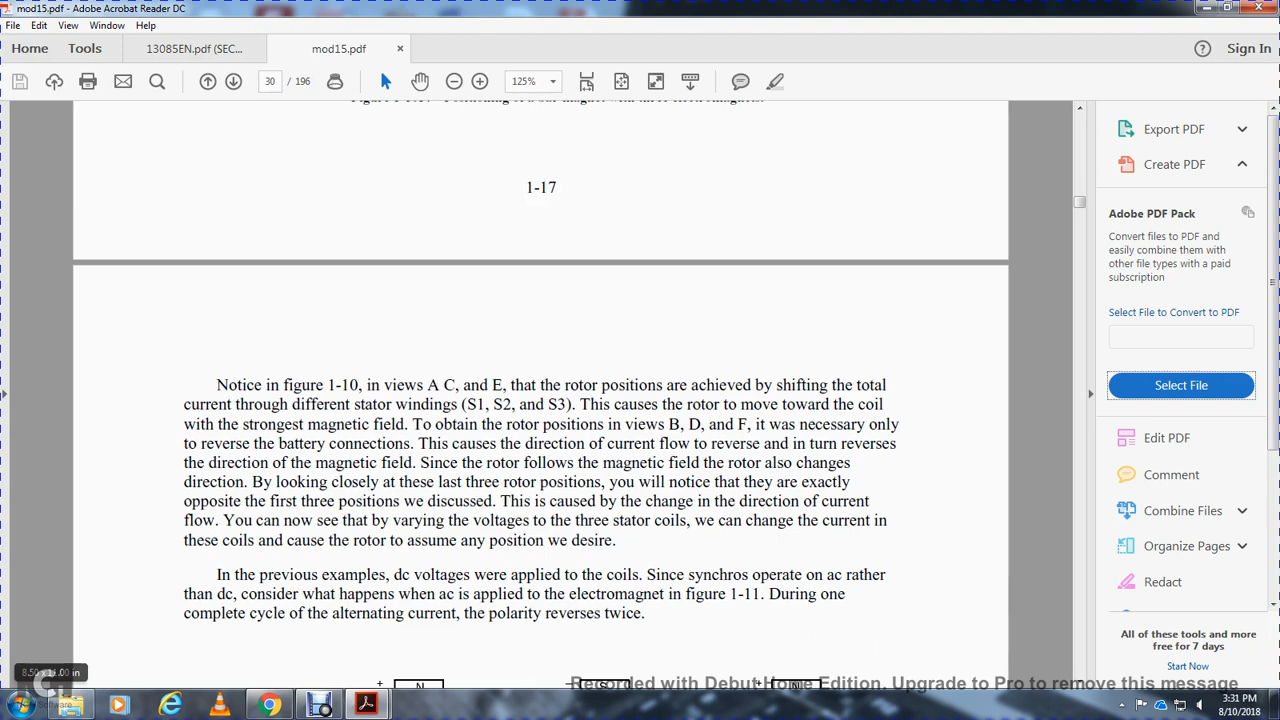 mod15.pdf - Adobe Acrobat Reader DC
File Edit View Window Help
Home Tools 13085EN.pdf (SEC... mod15.pdf × Sign In
30 / 196 125%
1-17
Notice in figure 1-10, in views A C, and E, that the rotor positions are achieved by shifting the total
current through different stator windings (S1, S2, and S3). This causes the rotor to move toward the coil
with the strongest magnetic field. To obtain the rotor positions in views B, D, and F, it was necessary only
to reverse the battery connections. This causes the direction of current flow to reverse and in turn reverses
the direction of the magnetic field. Since the rotor follows the magnetic field the rotor also changes
direction. By looking closely at these last three rotor positions, you will notice that they are exactly
opposite the first three positions we discussed. This is caused by the change in the direction of current
flow. You can now see that by varying the voltages to the three stator coils, we can change the current in
these coils and cause the rotor to assume any position we desire.
In the previous examples, dc voltages were applied to the coils. Since synchros operate on ac rather
than dc, consider what happens when ac is applied to the electromagnet in figure 1-11. During one
complete cycle of the alternating current, the polarity reverses twice.
8.50 x 11.00 in
Export PDF
Create PDF
Adobe PDF Pack
Convert files to PDF and
easily combine them with
other file types with a paid
subscription
Select File to Convert to PDF
Select File
Edit PDF
Comment
Combine Files
Organize Pages
Redact
All of these tools and more
free for 7 days
Start Now
Recorded with Debut Home Edition. Upgrade to Pro to remove this message
3:31 PM
8/10/2018